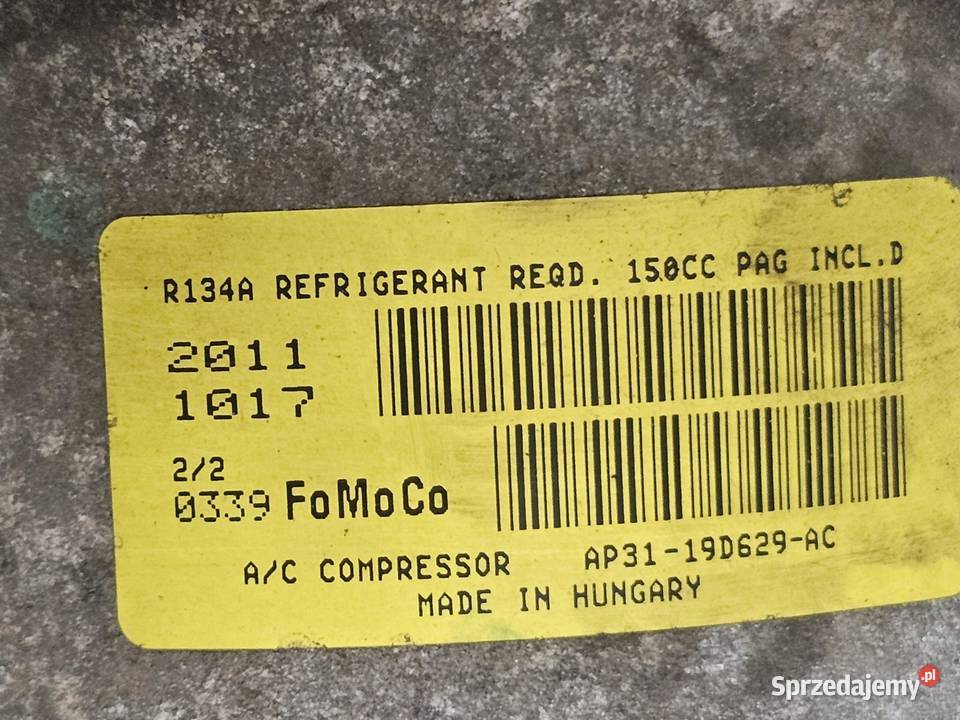 R134A REFRIGERANT REQD. 150CC PAG INCL.D
2011
1017
2/2
0339 FoMoCo
A/C COMPRESSOR AP31-19D629-AC
MADE IN HUNGARY
Sprzedajemy.pl